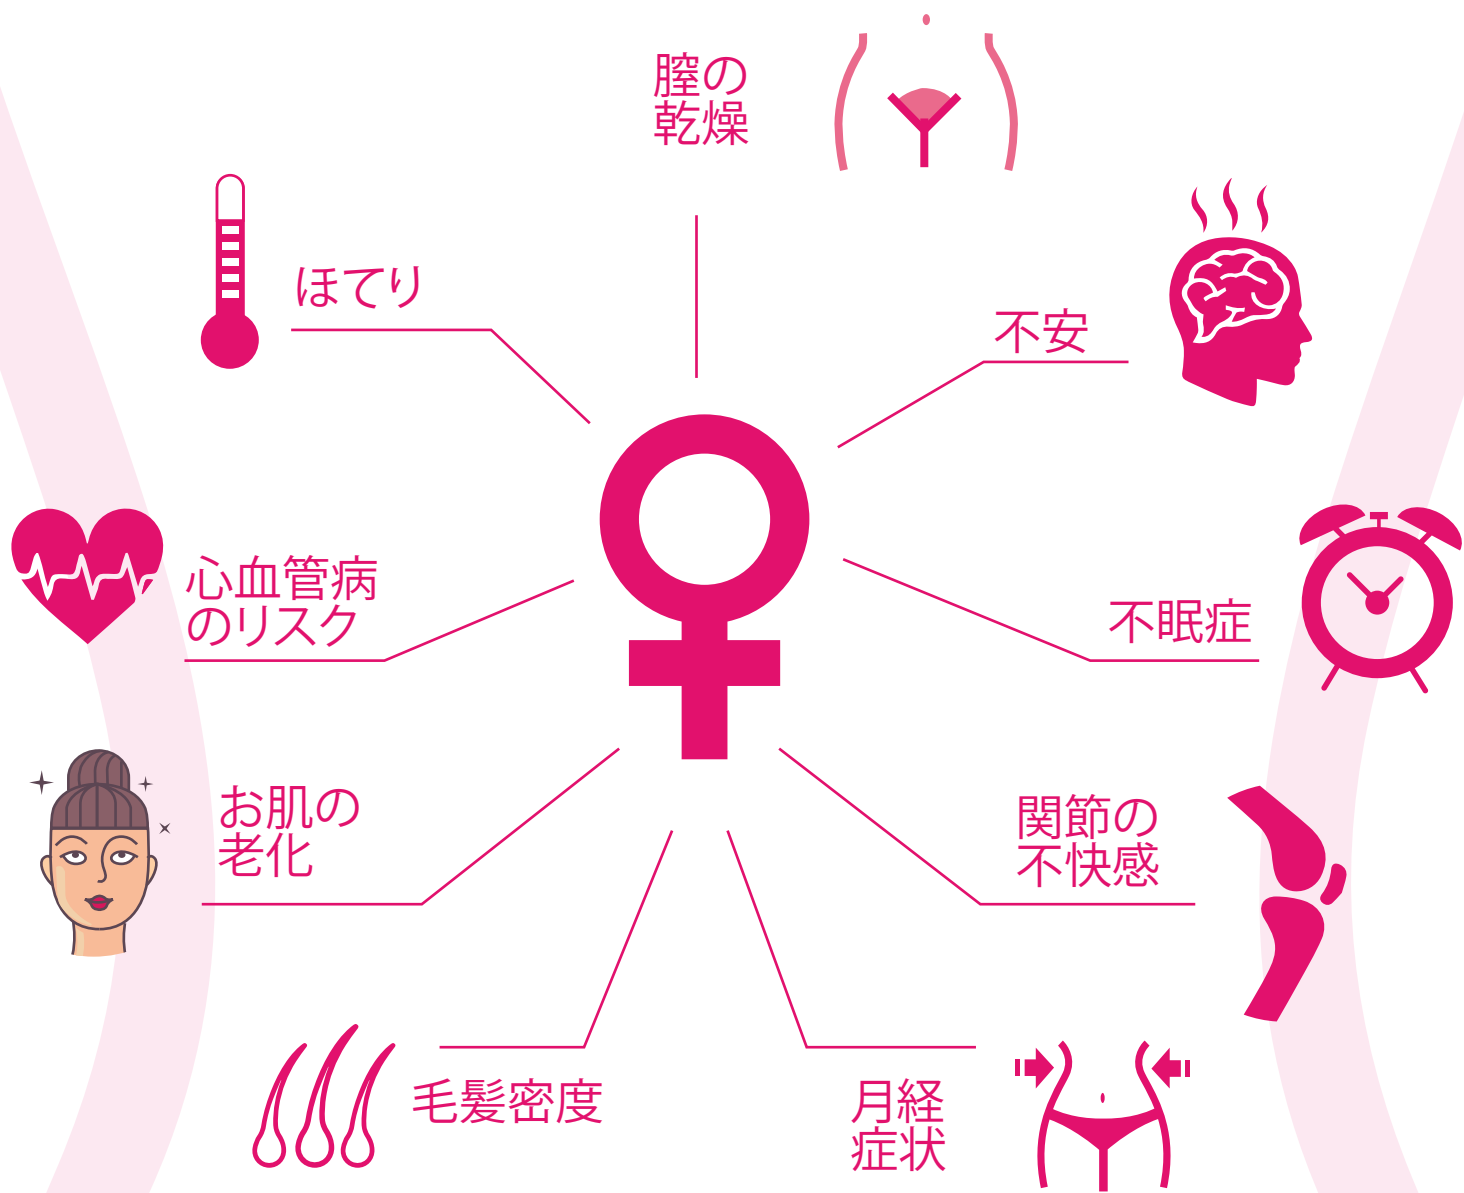 膣の
乾燥
ほてり
不安
心血管病
のリスク
不眠症
お肌の
老化
関節の
不快感
毛髪密度
月経
症状